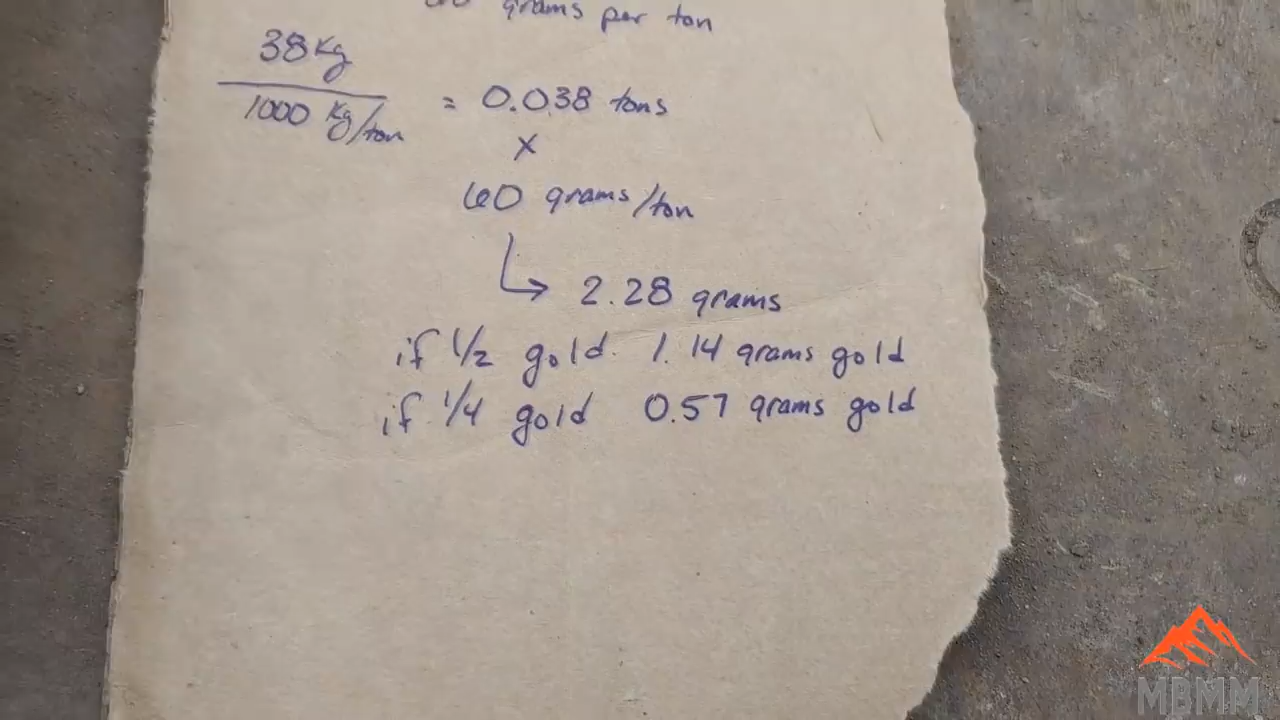 60 grams per ton
38 Kg
1000 Kg/ton = 0.038 tons
x
60 grams/ton
2.28 grams
if 1/2 gold 1.14 grams gold
if 1/4 gold 0.57 grams gold
MBMM